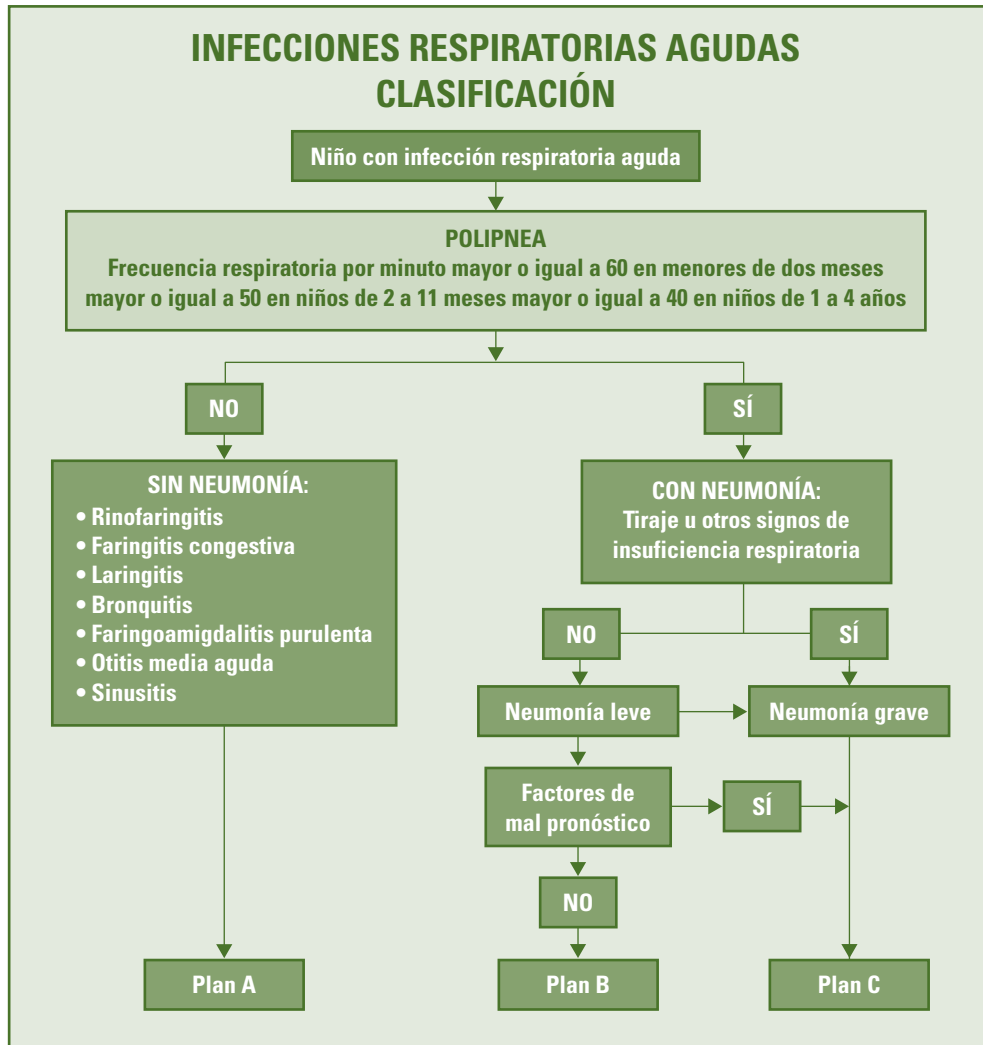 INFECCIONES RESPIRATORIAS AGUDAS
CLASIFICACIÓN
Niño con infección respiratoria aguda
POLIPNEA
Frecuencia respiratoria por minuto mayor o igual a 60 en menores de dos meses
mayor o igual a 50 en niños de 2 a 11 meses mayor o igual a 40 en niños de 1 a 4 años
NO
SÍ
SIN NEUMONÍA:
• Rinofaringitis
• Faringitis congestiva
• Laringitis
• Bronquitis
• Faringoamigdalitis purulenta
• Otitis media aguda
• Sinusitis
CON NEUMONÍA:
Tiraje u otros signos de
insuficiencia respiratoria
NO
SÍ
Neumonía leve
Neumonía grave
Factores de
mal pronóstico
SÍ
NO
Plan A
Plan B
Plan C